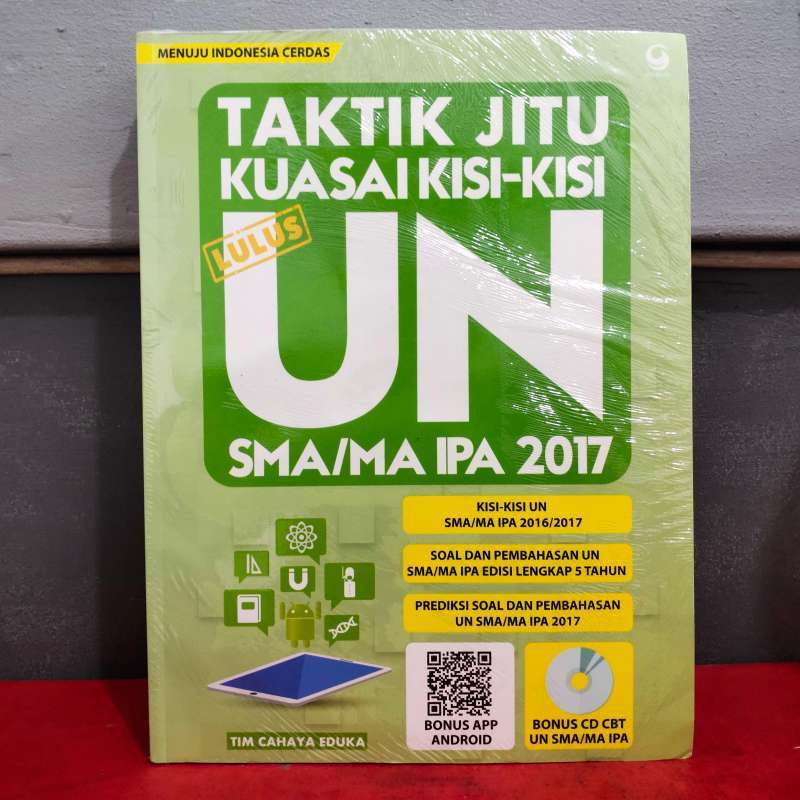 MENUJU INDONESIA CERDAS
TAKTIK JITU
KUASAI KISI-KISI
LULUS
UN
SMA/MA IPA 2017
KISI-KISI UN
SMA/MA IPA 2016/2017
SOAL DAN PEMBAHASAN UN
SMA/MA IPA EDISI LENGKAP 5 TAHUN
PREDIKSI SOAL DAN PEMBAHASAN
UN SMA/MA IPA 2017
BONUS APP
ANDROID
BONUS CD CBT
UN SMA/MA IPA
TIM CAHAYA EDUKA